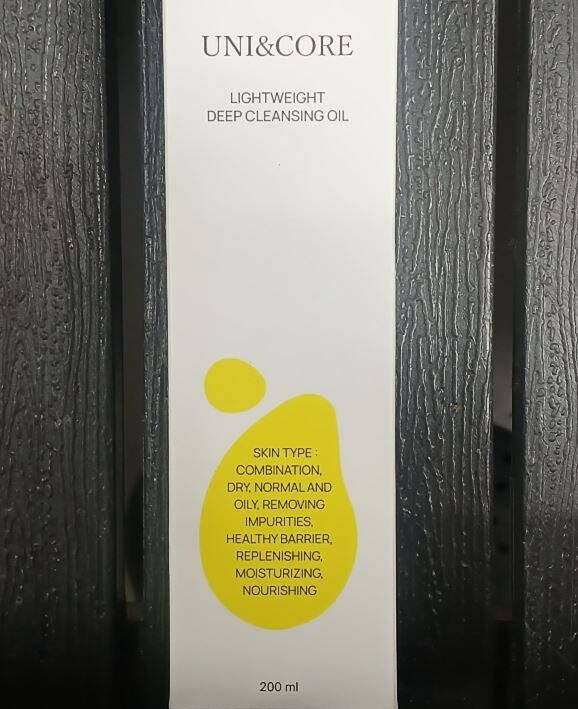 UNI&CORE
LIGHTWEIGHT
DEEP CLEANSING OIL
SKIN TYPE :
COMBINATION,
DRY, NORMAL AND
OILY, REMOVING
IMPURITIES,
HEALTHY BARRIER,
REPLENISHING,
MOISTURIZING,
NOURISHING
200 ml